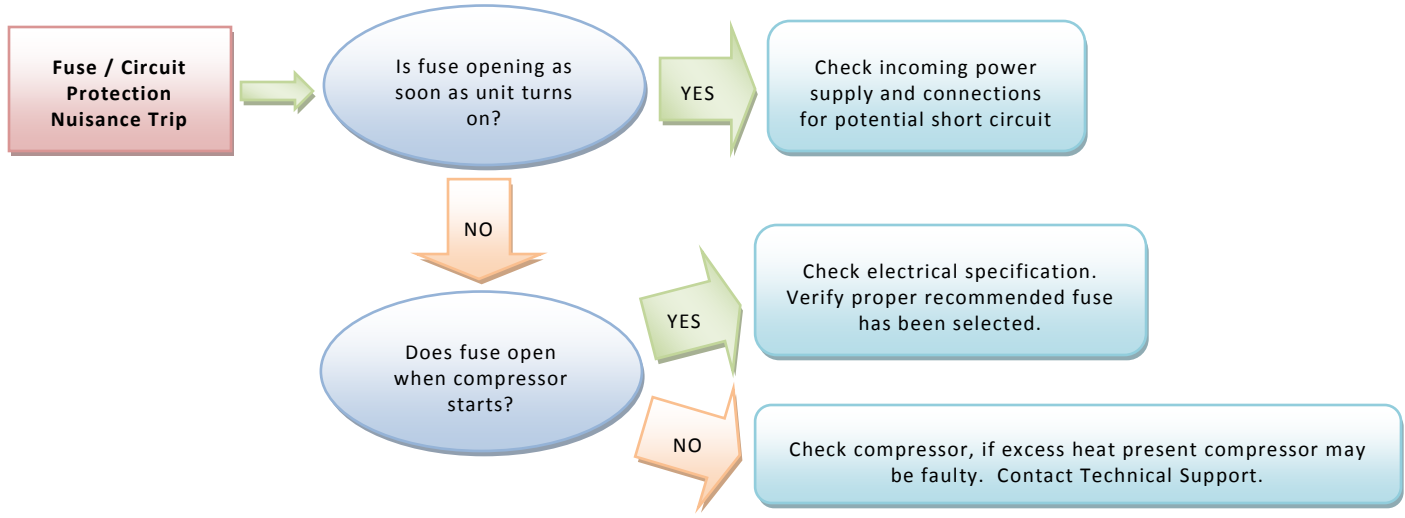 Fuse / Circuit
Protection
Nuisance Trip
Is fuse opening as
soon as unit turns
on?
YES
Check incoming power
supply and connections
for potential short circuit
NO
Does fuse open
when compressor
starts?
YES
Check electrical specification.
Verify proper recommended fuse
has been selected.
NO
Check compressor, if excess heat present compressor may
be faulty. Contact Technical Support.